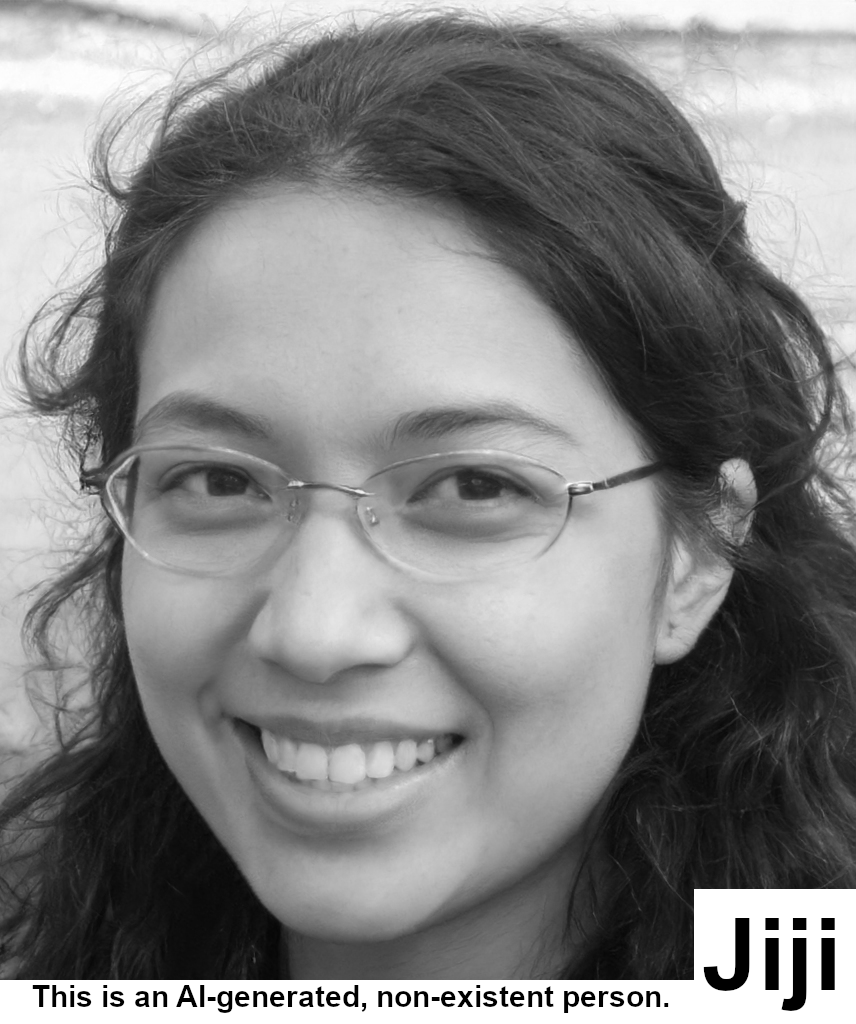 This is an AI-generated, non-existent person.
Jiji